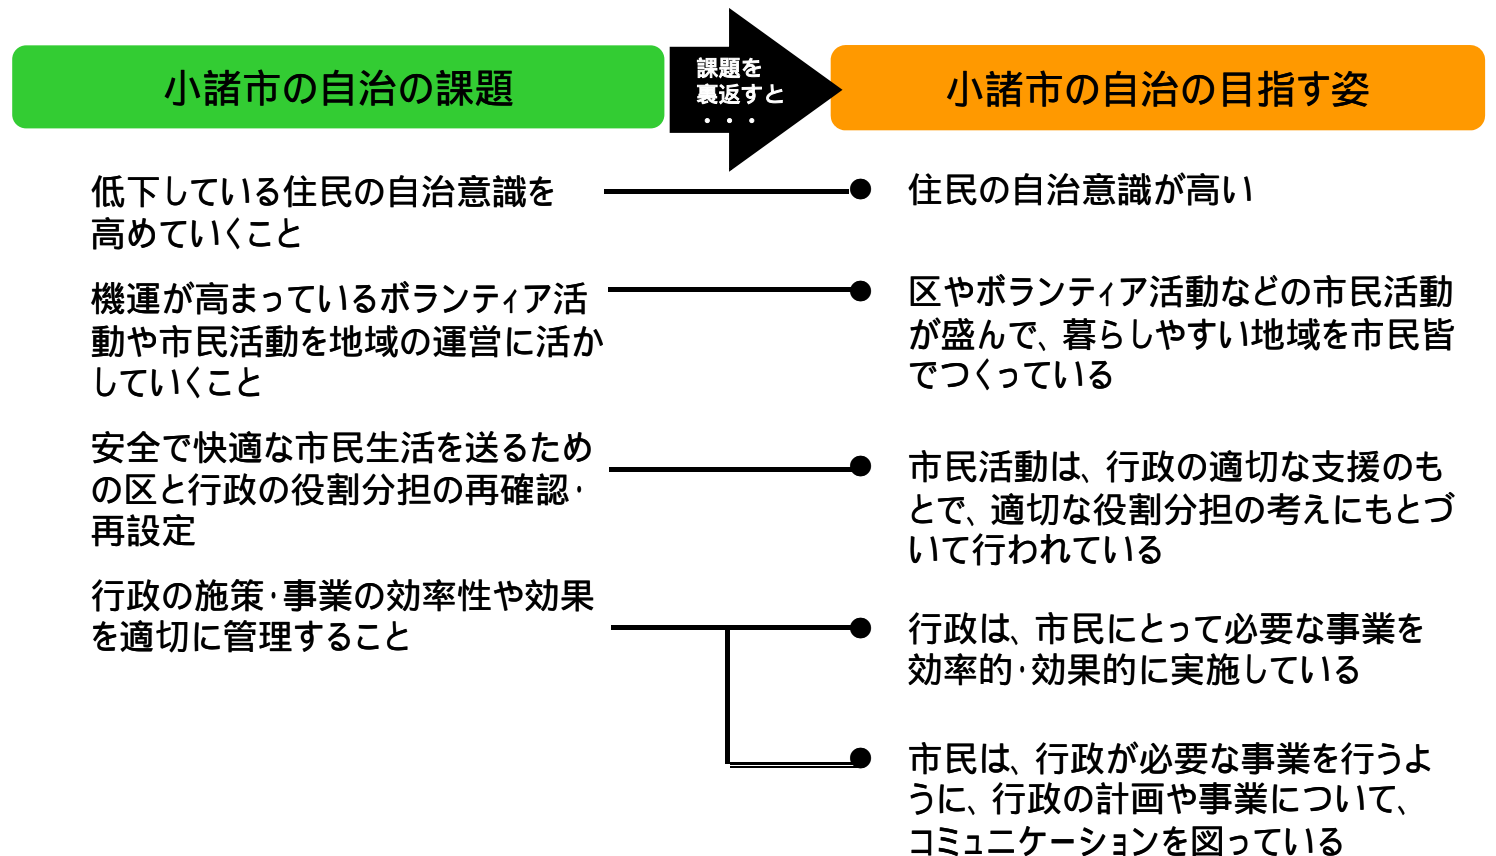 小諸市の自治の課題
課題を
裏返すと
・・・
小諸市の自治の目指す姿
低下している住民の自治意識を
高めていくこと
機運が高まっているボランティア活
動や市民活動を地域の運営に活か
していくこと
安全で快適な市民生活を送るため
の区と行政の役割分担の再確認・
再設定
行政の施策・事業の効率性や効果
を適切に管理すること
住民の自治意識が高い
区やボランティア活動などの市民活動
が盛んで、暮らしやすい地域を市民皆
でつくっている
市民活動は、行政の適切な支援のも
とで、適切な役割分担の考えにもとづ
いて行われている
行政は、市民にとって必要な事業を
効率的・効果的に実施している
市民は、行政が必要な事業を行うよ
うに、行政の計画や事業について、
コミュニケーションを図っている